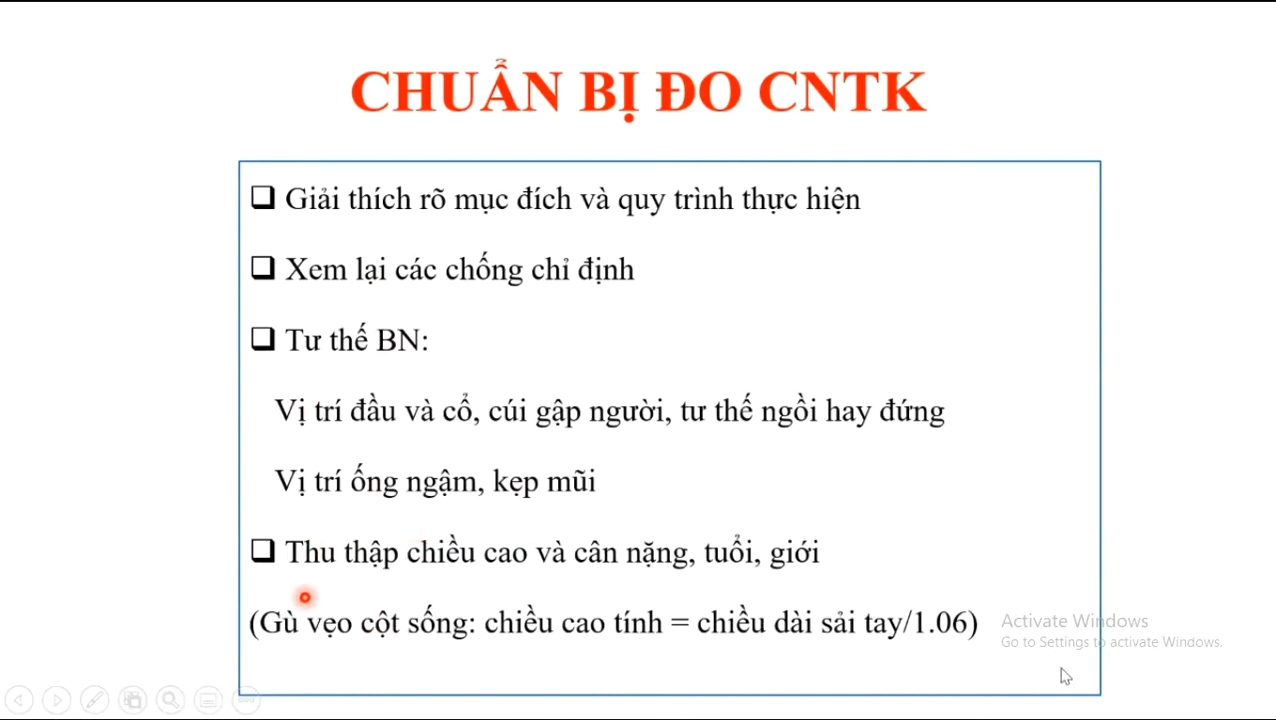 CHUẨN BỊ ĐO CNTK
Giải thích rõ mục đích và quy trình thực hiện
Xem lại các chống chỉ định
Tư thế BN:
Vị trí đầu và cổ, cúi gập người, tư thế ngồi hay đứng
Vị trí ống ngậm, kẹp mũi
Thu thập chiều cao và cân nặng, tuổi, giới
(Gù vẹo cột sống: chiều cao tính = chiều dài sải tay/1.06)
Activate Windows
Go to Settings to activate Windows.